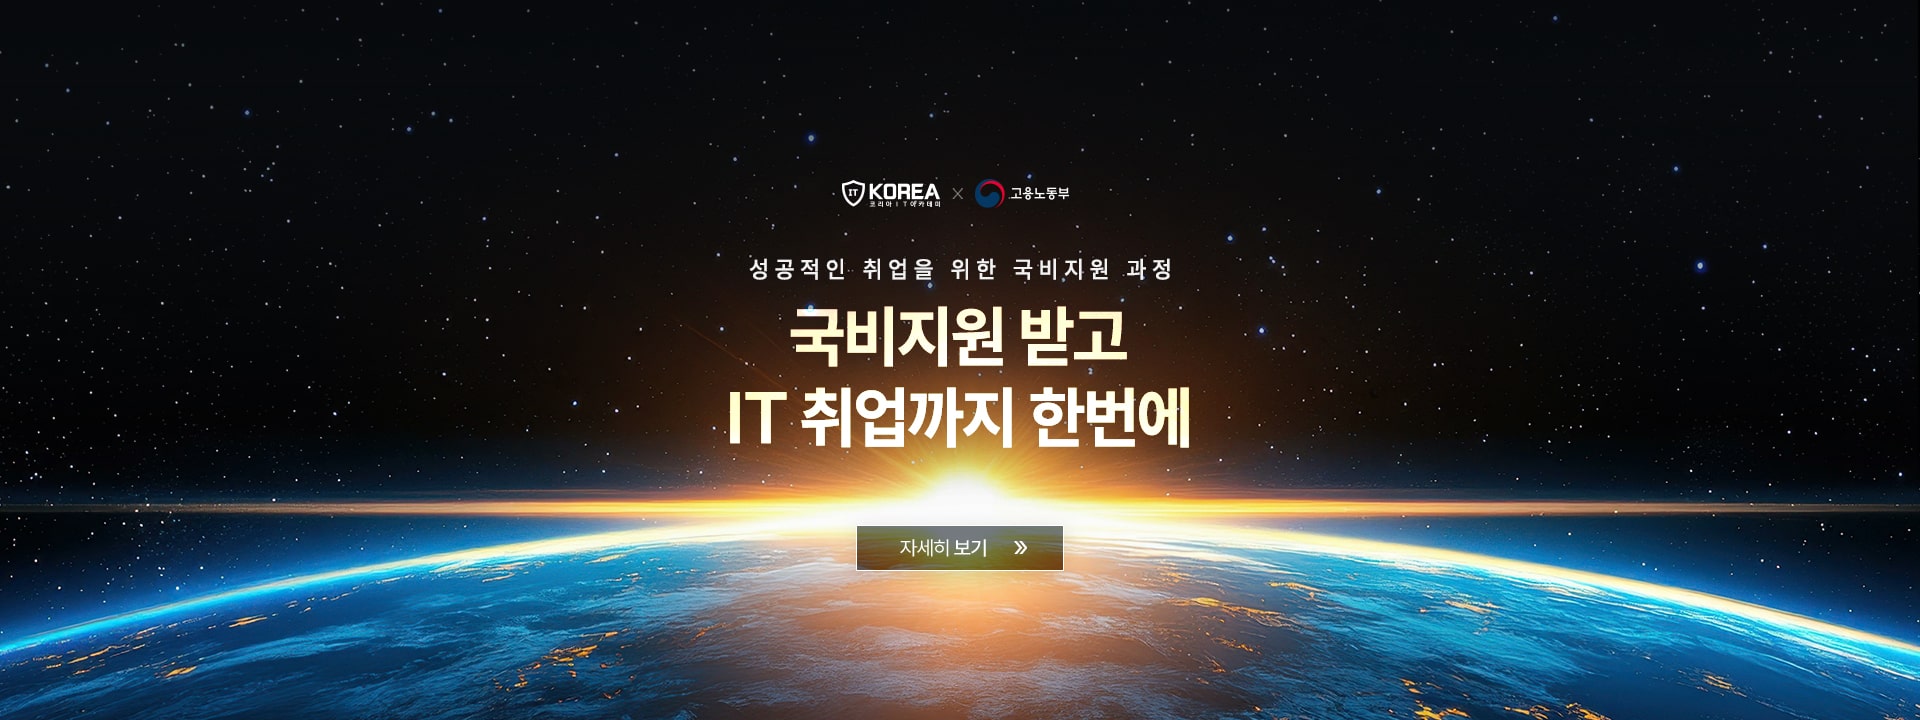 IT KOREA 코리아IT아카데미 X 고용노동부
성공적인 취업을 위한 국비지원 과정
국비지원 받고
IT 취업까지 한번에
자세히 보기 »